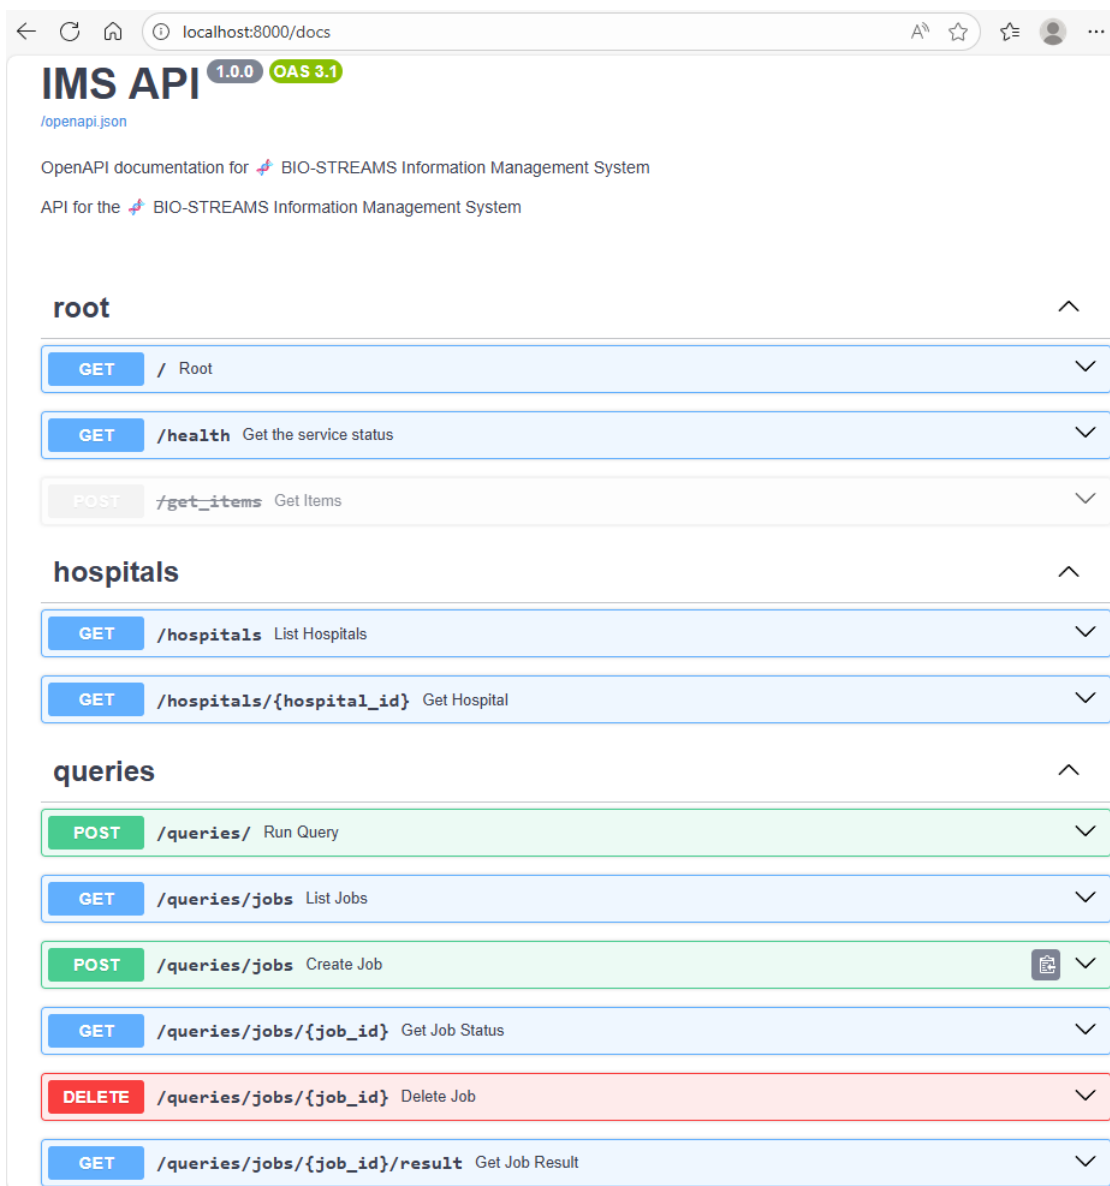 localhost:8000/docs
IMS API 1.0.0 OAS 3.1
/openapi.json
OpenAPI documentation for 🧬 BIO-STREAMS Information Management System
API for the 🧬 BIO-STREAMS Information Management System
root
GET / Root
GET /health Get the service status
POST /get_items Get Items
hospitals
GET /hospitals List Hospitals
GET /hospitals/{hospital_id} Get Hospital
queries
POST /queries/ Run Query
GET /queries/jobs List Jobs
POST /queries/jobs Create Job
GET /queries/jobs/{job_id} Get Job Status
DELETE /queries/jobs/{job_id} Delete Job
GET /queries/jobs/{job_id}/result Get Job Result